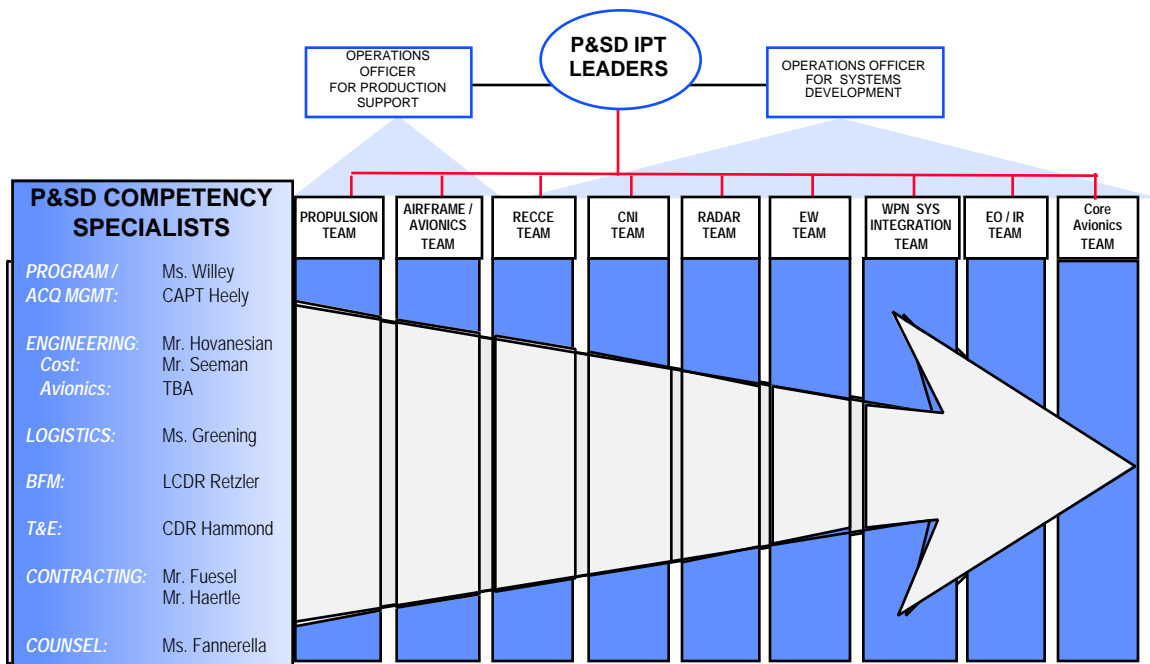 P&SD IPT
LEADERS
OPERATIONS
OFFICER
FOR PRODUCTION
SUPPORT
OPERATIONS OFFICER
FOR SYSTEMS
DEVELOPMENT
P&SD COMPETENCY
SPECIALISTS
PROGRAM / Ms. Willey
ACQ MGMT: CAPT Heely
ENGINEERING: Mr. Hovanesian
Cost: Mr. Seeman
Avionics: TBA
LOGISTICS: Ms. Greening
BFM: LCDR Retzler
T&E: CDR Hammond
CONTRACTING: Mr. Fuesel
Mr. Haertle
COUNSEL: Ms. Fannerella
PROPULSION
TEAM
AIRFRAME /
AVIONICS
TEAM
RECCE
TEAM
CNI
TEAM
RADAR
TEAM
EW
TEAM
WPN SYS
INTEGRATION
TEAM
EO / IR
TEAM
Core
Avionics
TEAM